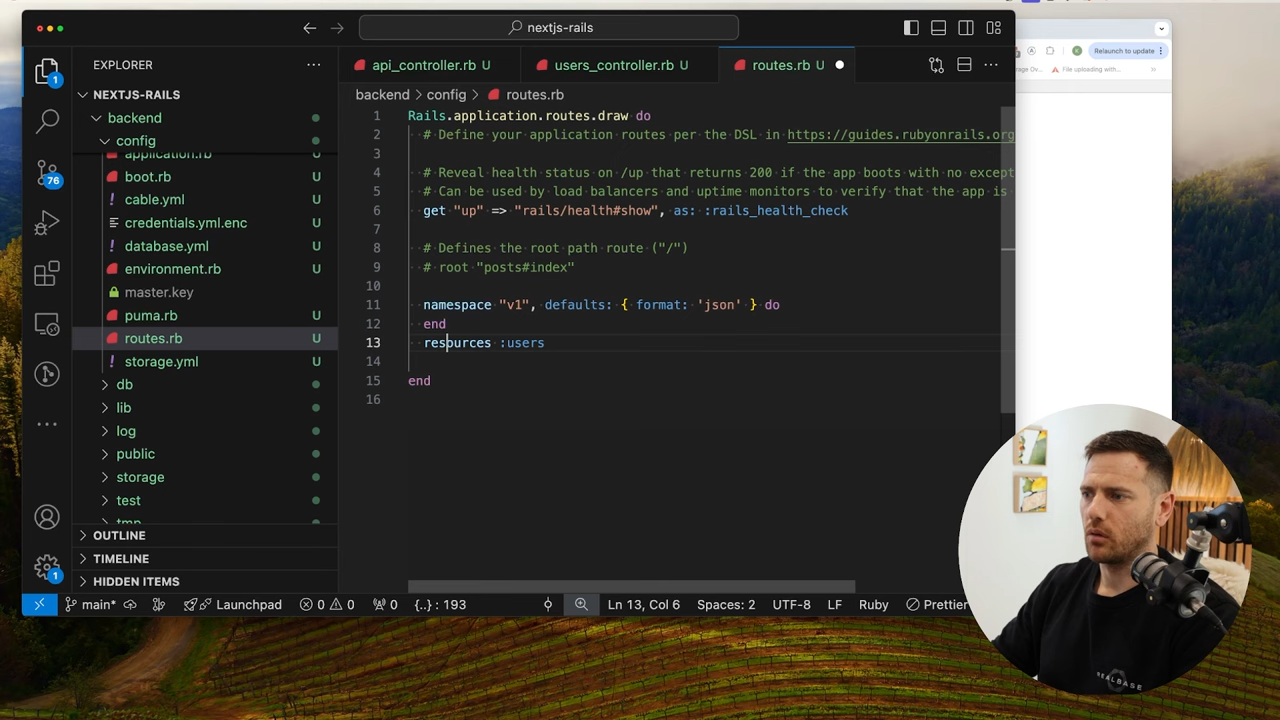 nextjs-rails
Relaunch to update
File uploading with...
EXPLORER
api_controller.rb U
users_controller.rb U
routes.rb U
NEXTJS-RAILS
backend > config > routes.rb
backend
config
application.rb U
boot.rb U
cable.yml U
credentials.yml.enc U
database.yml U
environment.rb U
master.key
puma.rb U
routes.rb U
storage.yml U
db
lib
log
public
storage
test
tmp
OUTLINE
TIMELINE
HIDDEN ITEMS
1
76
1
1 Rails.application.routes.draw do
2 # Define your application routes per the DSL in https://guides.rubyonrails.org
3
4 # Reveal health status on /up that returns 200 if the app boots with no except
5 # Can be used by load balancers and uptime monitors to verify that the app is
6 get "up" => "rails/health#show", as: :rails_health_check
7
8 # Defines the root path route ("/")
9 # root "posts#index"
10
11 namespace "v1", defaults: { format: 'json' } do
12 end
13 resources :users
14
15 end
16
main* Launchpad 0 0 0 {..} : 193 Ln 13, Col 6 Spaces: 2 UTF-8 LF Ruby Prettier
REALBASE